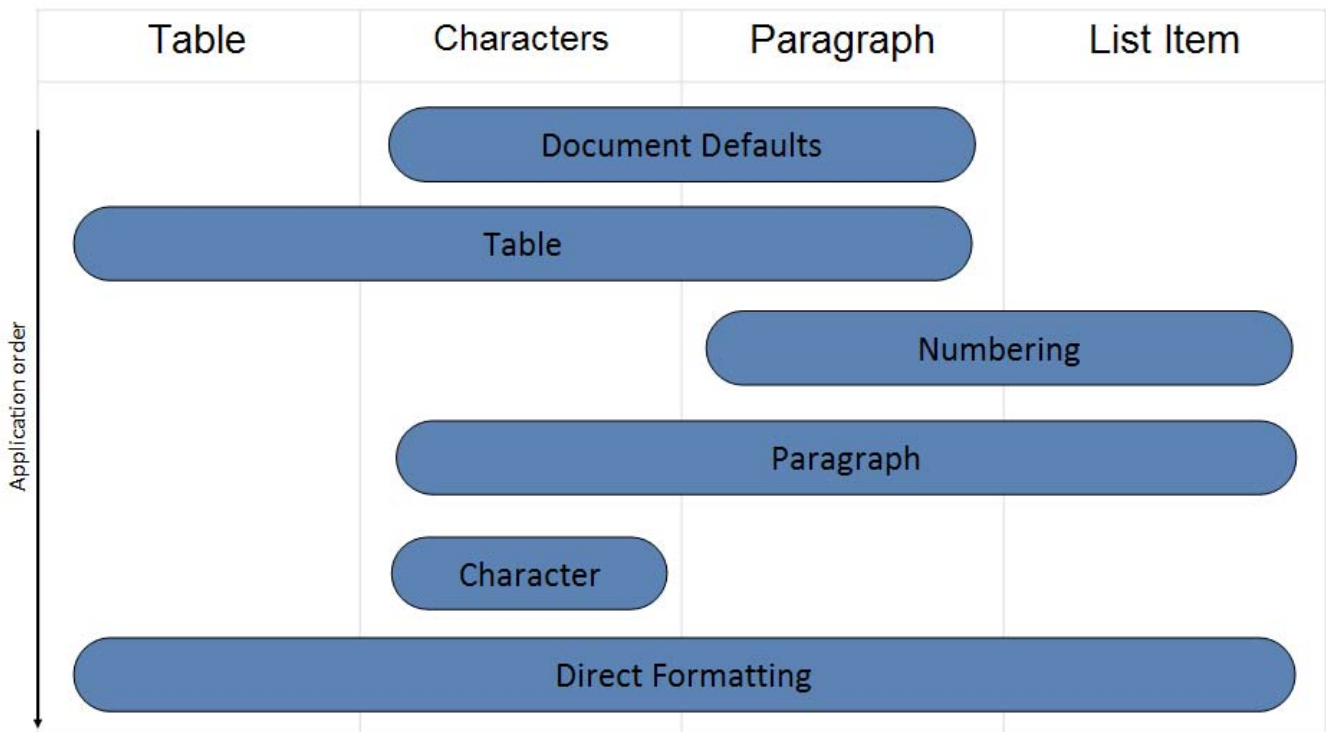 Table Characters Paragraph List Item
Document Defaults
Table
Numbering
Paragraph
Character
Direct Formatting
Application order